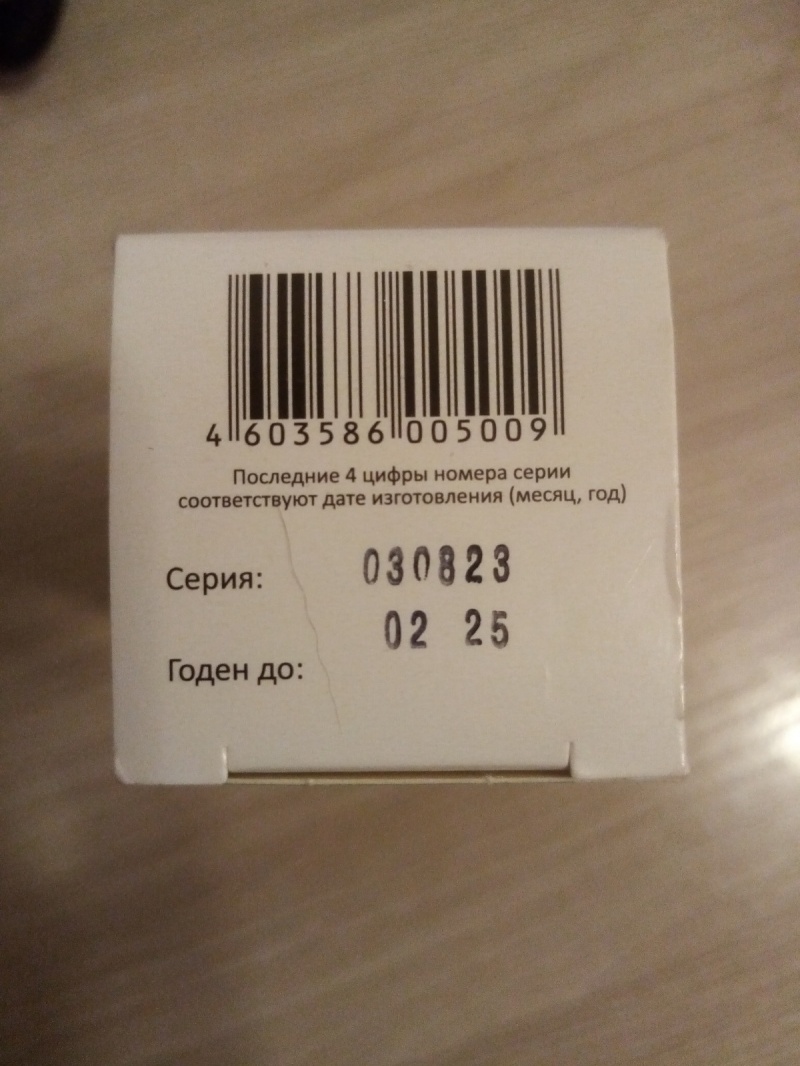 4 603586 005009
Последние 4 цифры номера серии
соответствуют дате изготовления (месяц, год)
Серия: 030823
02 25
Годен до: